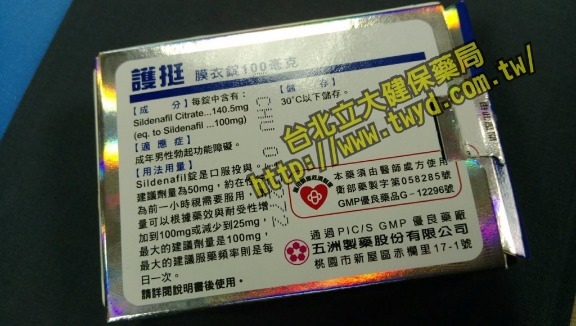 護挺 膜衣錠100毫克
【成 分】每錠中含有:
Sildenafil Citrate...140.5mg
(eq. to Sildenafil ...100mg)
【適 應 症】
成年男性勃起功能障礙。
【用法用量】
Sildenafil錠是口服投與。
建議劑量為50mg，約在性
為前一小時視需要服用，
量可以根據藥效與耐受性增
加到100mg或減少到25mg，
最大的建議劑量是100mg，
最大的建議服藥頻率則是每
日一次。
請詳閱說明書後使用。
【儲 存】
30℃以下儲存。
台北立大健保藥局
http://www.twyd.com.tw/
本藥須由醫師處方使用
衛部藥製字第058285號
GMP優良藥品G-12296號
通過PIC/S GMP 優良藥廠
五洲製藥股份有限公司
桃園市新屋區赤欄里17-1號